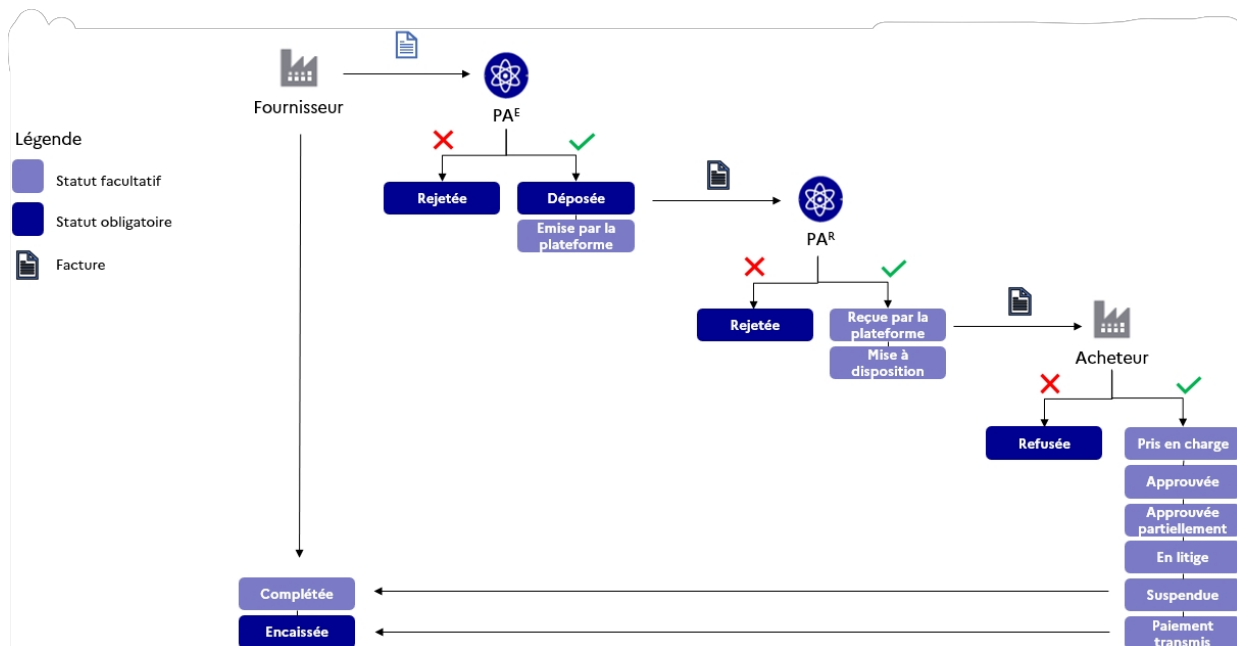 Fournisseur
PAᴱ
Légende
Statut facultatif
Statut obligatoire
Facture
Rejetée
Déposée
Emise par la
plateforme
PAᴿ
Rejetée
Reçue par la
plateforme
Mise à
disposition
Acheteur
Refusée
Pris en charge
Approuvée
Approuvée
partiellement
En litige
Suspendue
Paiement
transmis
Complétée
Encaissée